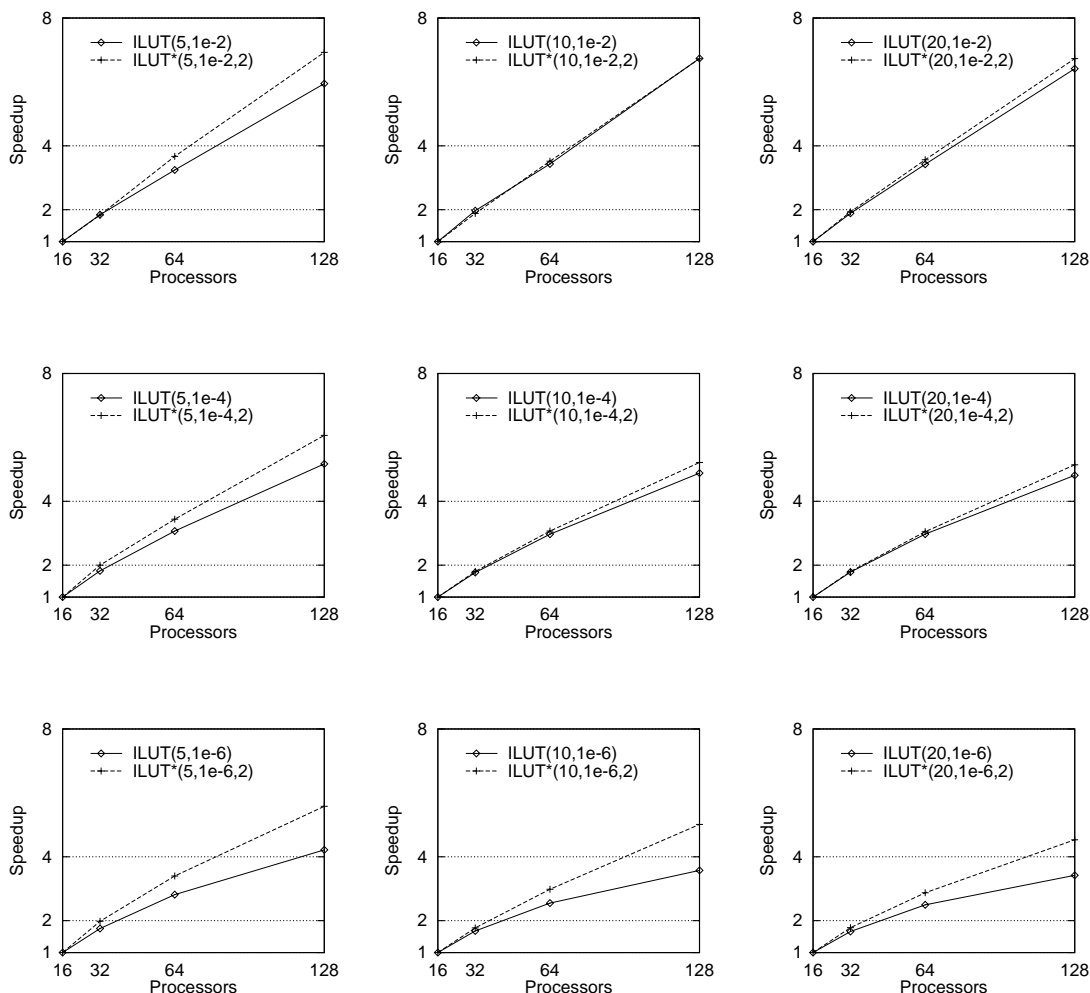 8
ILUT(5,1e-2)
ILUT*(5,1e-2,2)
Speedup
4
2
1
16 32 64 128
Processors
8
ILUT(10,1e-2)
ILUT*(10,1e-2,2)
Speedup
4
2
1
16 32 64 128
Processors
8
ILUT(20,1e-2)
ILUT*(20,1e-2,2)
Speedup
4
2
1
16 32 64 128
Processors
8
ILUT(5,1e-4)
ILUT*(5,1e-4,2)
Speedup
4
2
1
16 32 64 128
Processors
8
ILUT(10,1e-4)
ILUT*(10,1e-4,2)
Speedup
4
2
1
16 32 64 128
Processors
8
ILUT(20,1e-4)
ILUT*(20,1e-4,2)
Speedup
4
2
1
16 32 64 128
Processors
8
ILUT(5,1e-6)
ILUT*(5,1e-6,2)
Speedup
4
2
1
16 32 64 128
Processors
8
ILUT(10,1e-6)
ILUT*(10,1e-6,2)
Speedup
4
2
1
16 32 64 128
Processors
8
ILUT(20,1e-6)
ILUT*(20,1e-6,2)
Speedup
4
2
1
16 32 64 128
Processors